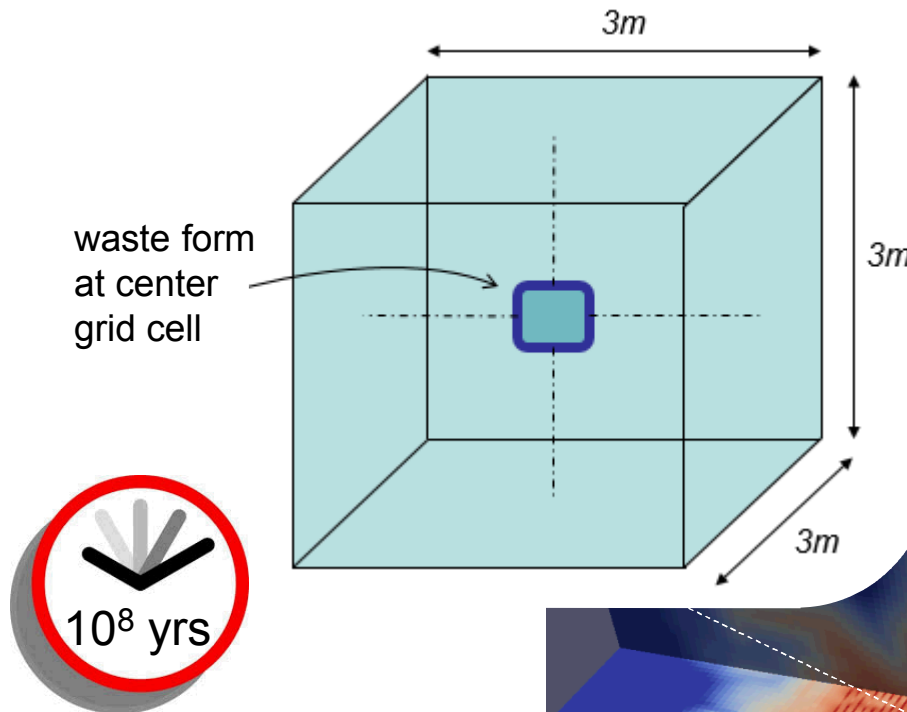 3m
waste form
at center
grid cell
3m
3m
10⁸ yrs